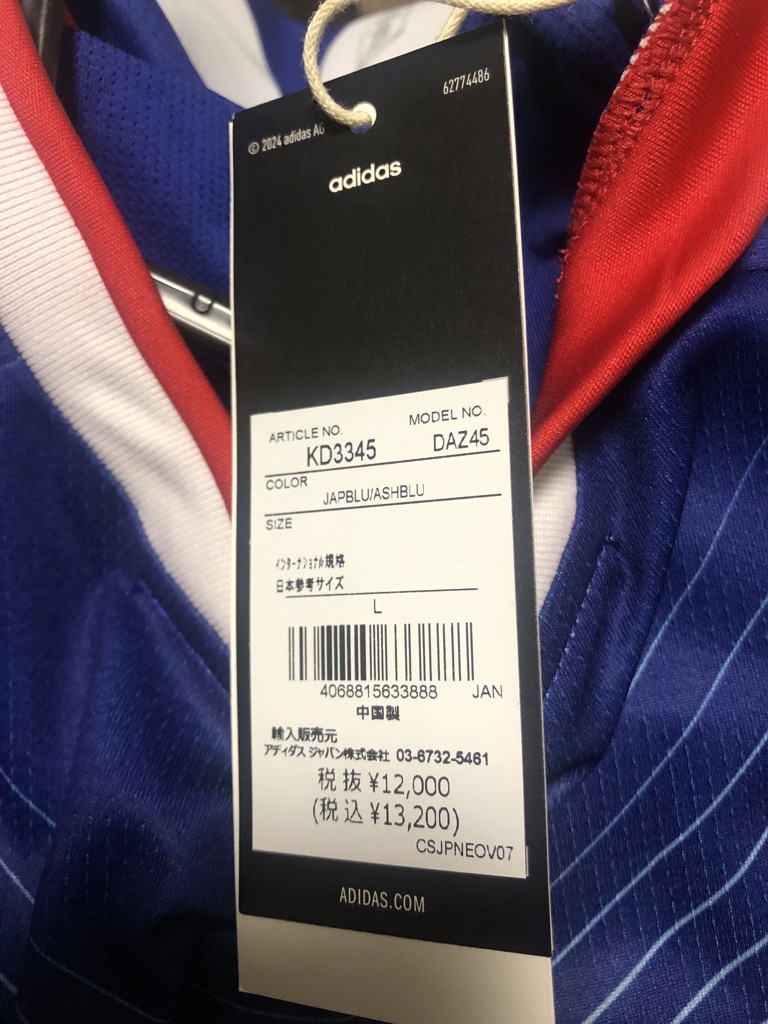 62774486
© 2024 adidas AG
adidas
ARTICLE NO. MODEL NO.
KD3345 DAZ45
COLOR
JAPBLU/ASHBLU
SIZE
インターナショナル規格
日本参考サイズ
L
4068815633888 JAN
中国製
輸入販売元
アディダス ジャパン株式会社 03-6732-5461
税 抜 ¥12,000
(税 込 ¥13,200)
CSJPNEOV07
ADIDAS.COM